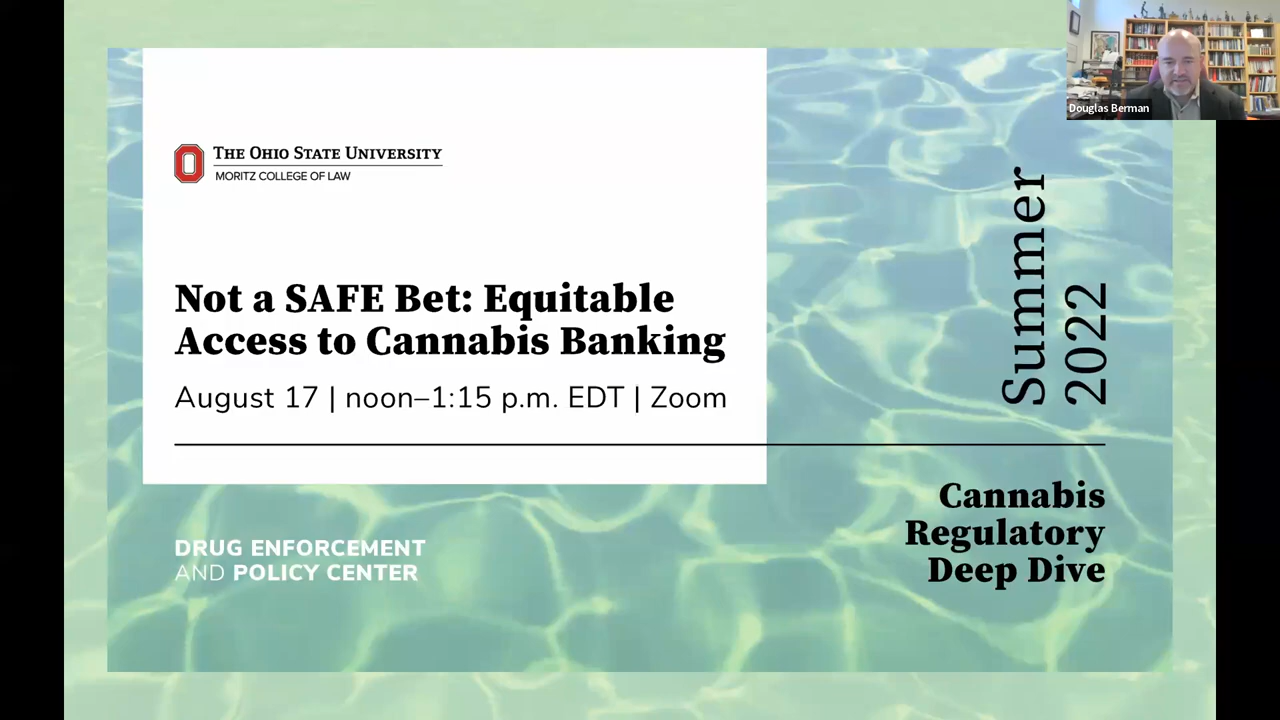 THE OHIO STATE UNIVERSITY
MORITZ COLLEGE OF LAW
Not a SAFE Bet: Equitable
Access to Cannabis Banking
August 17 | noon–1:15 p.m. EDT | Zoom
DRUG ENFORCEMENT
AND POLICY CENTER
Summer
2022
Cannabis
Regulatory
Deep Dive
Douglas Berman